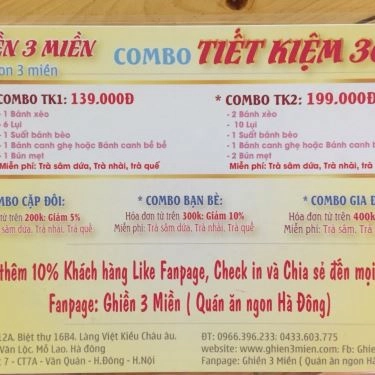 ỀN 3 MIỀN
COMBO TIẾT KIỆM 30
on 3 miền
COMBO TK1: 139.000Đ
- 1 Bánh xèo
- 6 Lụi
- 1 Suất bánh bèo
- 1 Bánh canh ghẹ hoặc Bánh canh bề bề
- 1 Bún mẹt
Miễn phí: Trà sâm dứa, Trà nhài, trà quế
* COMBO TK2: 199.000Đ
- 2 Bánh xèo
- 10 Lụi
- 1 Suất bánh bèo
- 1 Bánh canh ghẹ hoặc Bánh canh
- 2 Bún mẹt
Miễn phí: Trà sâm dứa, Trà nhài, trà
OMBO CẶP ĐÔI:
từ trên 200k: Giảm 5%
sâm dứa, Trà nhài, Trà quế
* COMBO BẠN BÈ:
Hóa đơn từ trên 300k: Giảm 10%
Miễn phí: Trà sâm dứa, Trà nhài, Trà quế
* COMBO GIA Đ
Hóa đơn từ trên 400k
Miễn phí: Trà sâm dứa, Trà
thêm 10% Khách hàng Like Fanpage, Check in và Chia sẻ đến mọi
Fanpage: Ghiền 3 Miền ( Quán ăn ngon Hà Đông)
12A. Biệt thự 16B4. Làng Việt Kiều Châu âu.
Văn Lộc. Mỗ Lao. Hà đông
7 - CT7A - Văn Quán - H.Đông - H.Nội
ĐT: 0966.396.233: 0433.603.775
website: www.ghien3mien.com. Fb:
Fanpage: Ghiền 3 Miền ( Quán ăn ngon Hà